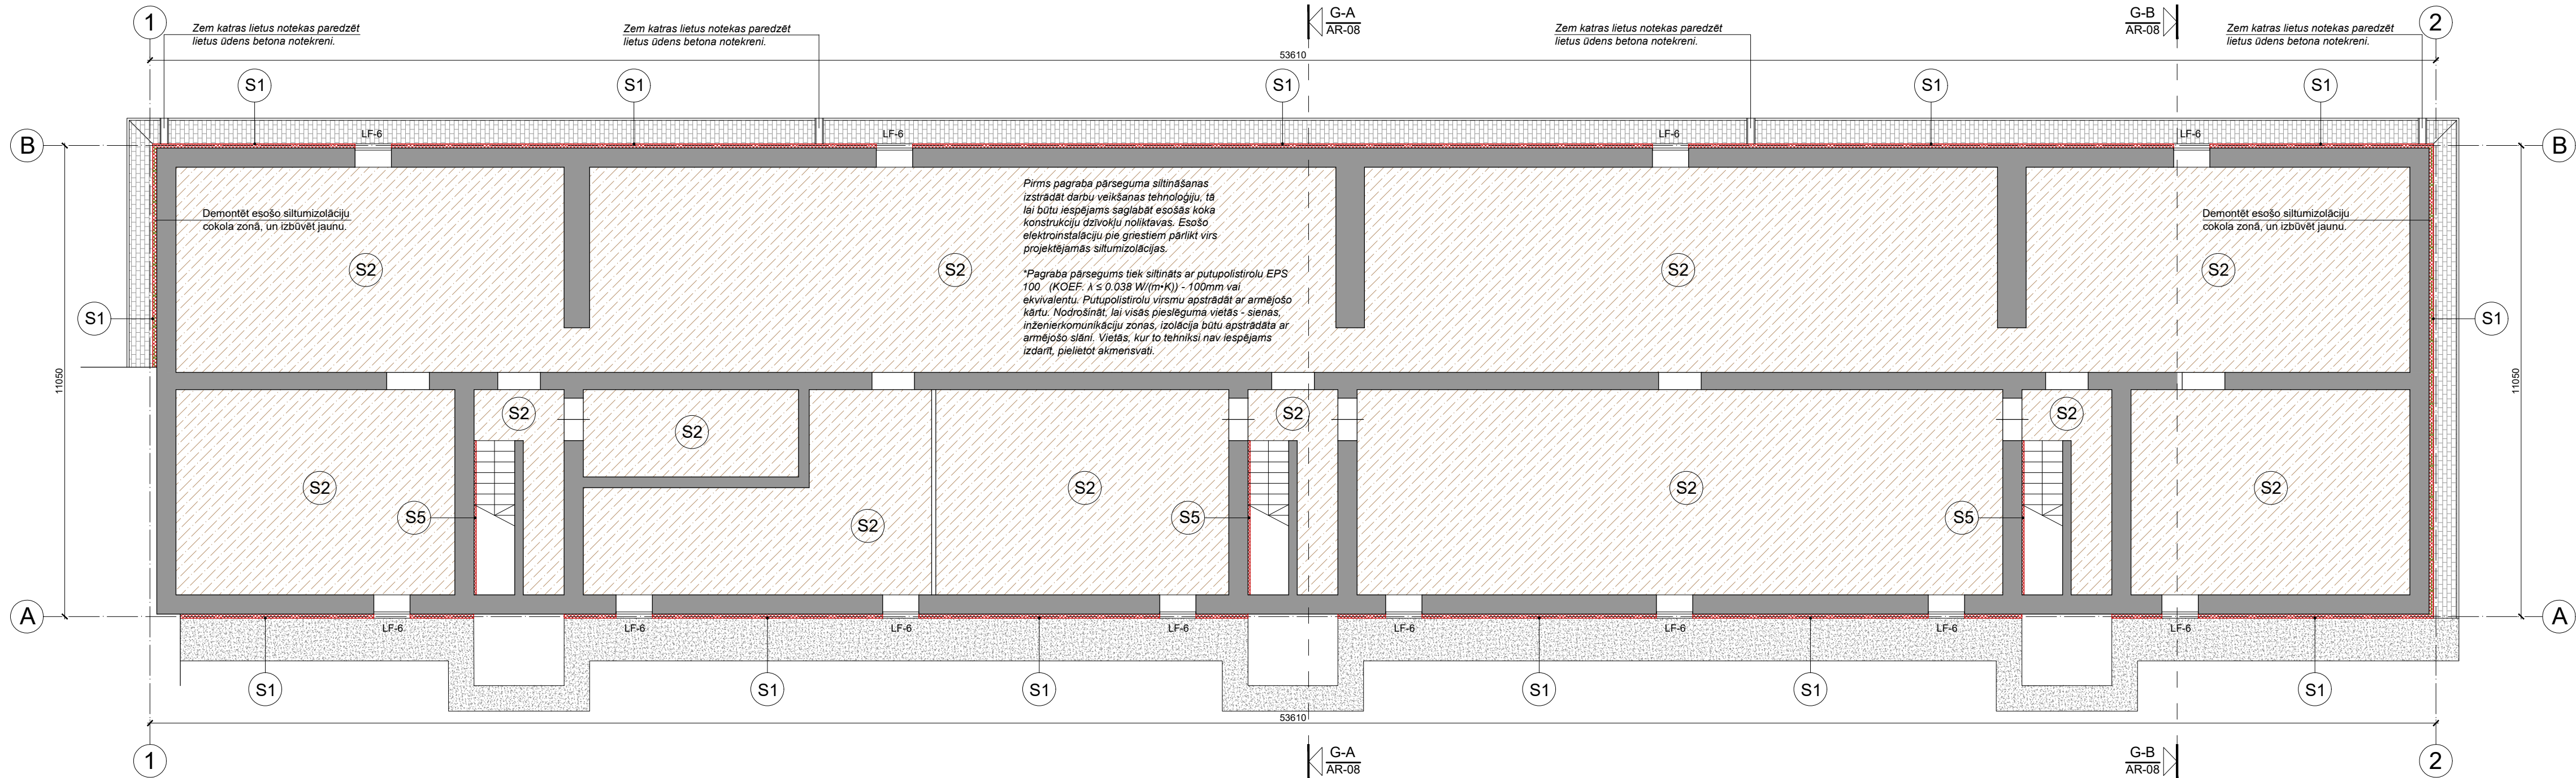 1
Zem katras lietus notekas paredzēt
lietus ūdens betona notekreni.
Zem katras lietus notekas paredzēt
lietus ūdens betona notekreni.
G-A
AR-08
Zem katras lietus notekas paredzēt
lietus ūdens betona notekreni.
G-B
AR-08
Zem katras lietus notekas paredzēt
lietus ūdens betona notekreni.
2
53610
S1
S1
S1
S1
S1
LF-6
LF-6
LF-6
LF-6
B
B
Demontēt esošo siltumizolāciju
cokola zonā, un izbūvēt jaunu.
Pirms pagraba pārseguma siltināšanas
izstrādāt darbu veikšanas tehnoloģiju, tā
lai būtu iespējams saglabāt esošās koka
konstrukciju dzīvokļu noliktavas. Esošo
elektroinstalāciju pie griestiem pārlikt virs
projektējamās siltumizolācijas.
*Pagraba pārsegums tiek siltināts ar putupolistirolu EPS
100 (KOEF. λ ≤ 0.038 W/(m•K)) - 100mm vai
ekvivalentu. Putupolistirolu virsmu apstrādāt ar armējošo
kārtu. Nodrošināt, lai visās pieslēguma vietās - sienas,
inženierkomunikāciju zonas, izolācija būtu apstrādāta ar
armējošo slāni. Vietās, kur to tehniksi nav iespējams
izdarīt, pielietot akmensvati.
Demontēt esošo siltumizolāciju
cokola zonā, un izbūvēt jaunu.
S2
S2
S2
S2
S1
S1
11050
11050
S2
S2
S2
S2
S2
S2
S2
S2
S2
S5
S2
S5
S5
A
A
LF-6
LF-6
LF-6
LF-6
LF-6
LF-6
LF-6
LF-6
S1
S1
S1
S1
S1
S1
53610
1
G-A
AR-08
G-B
AR-08
2